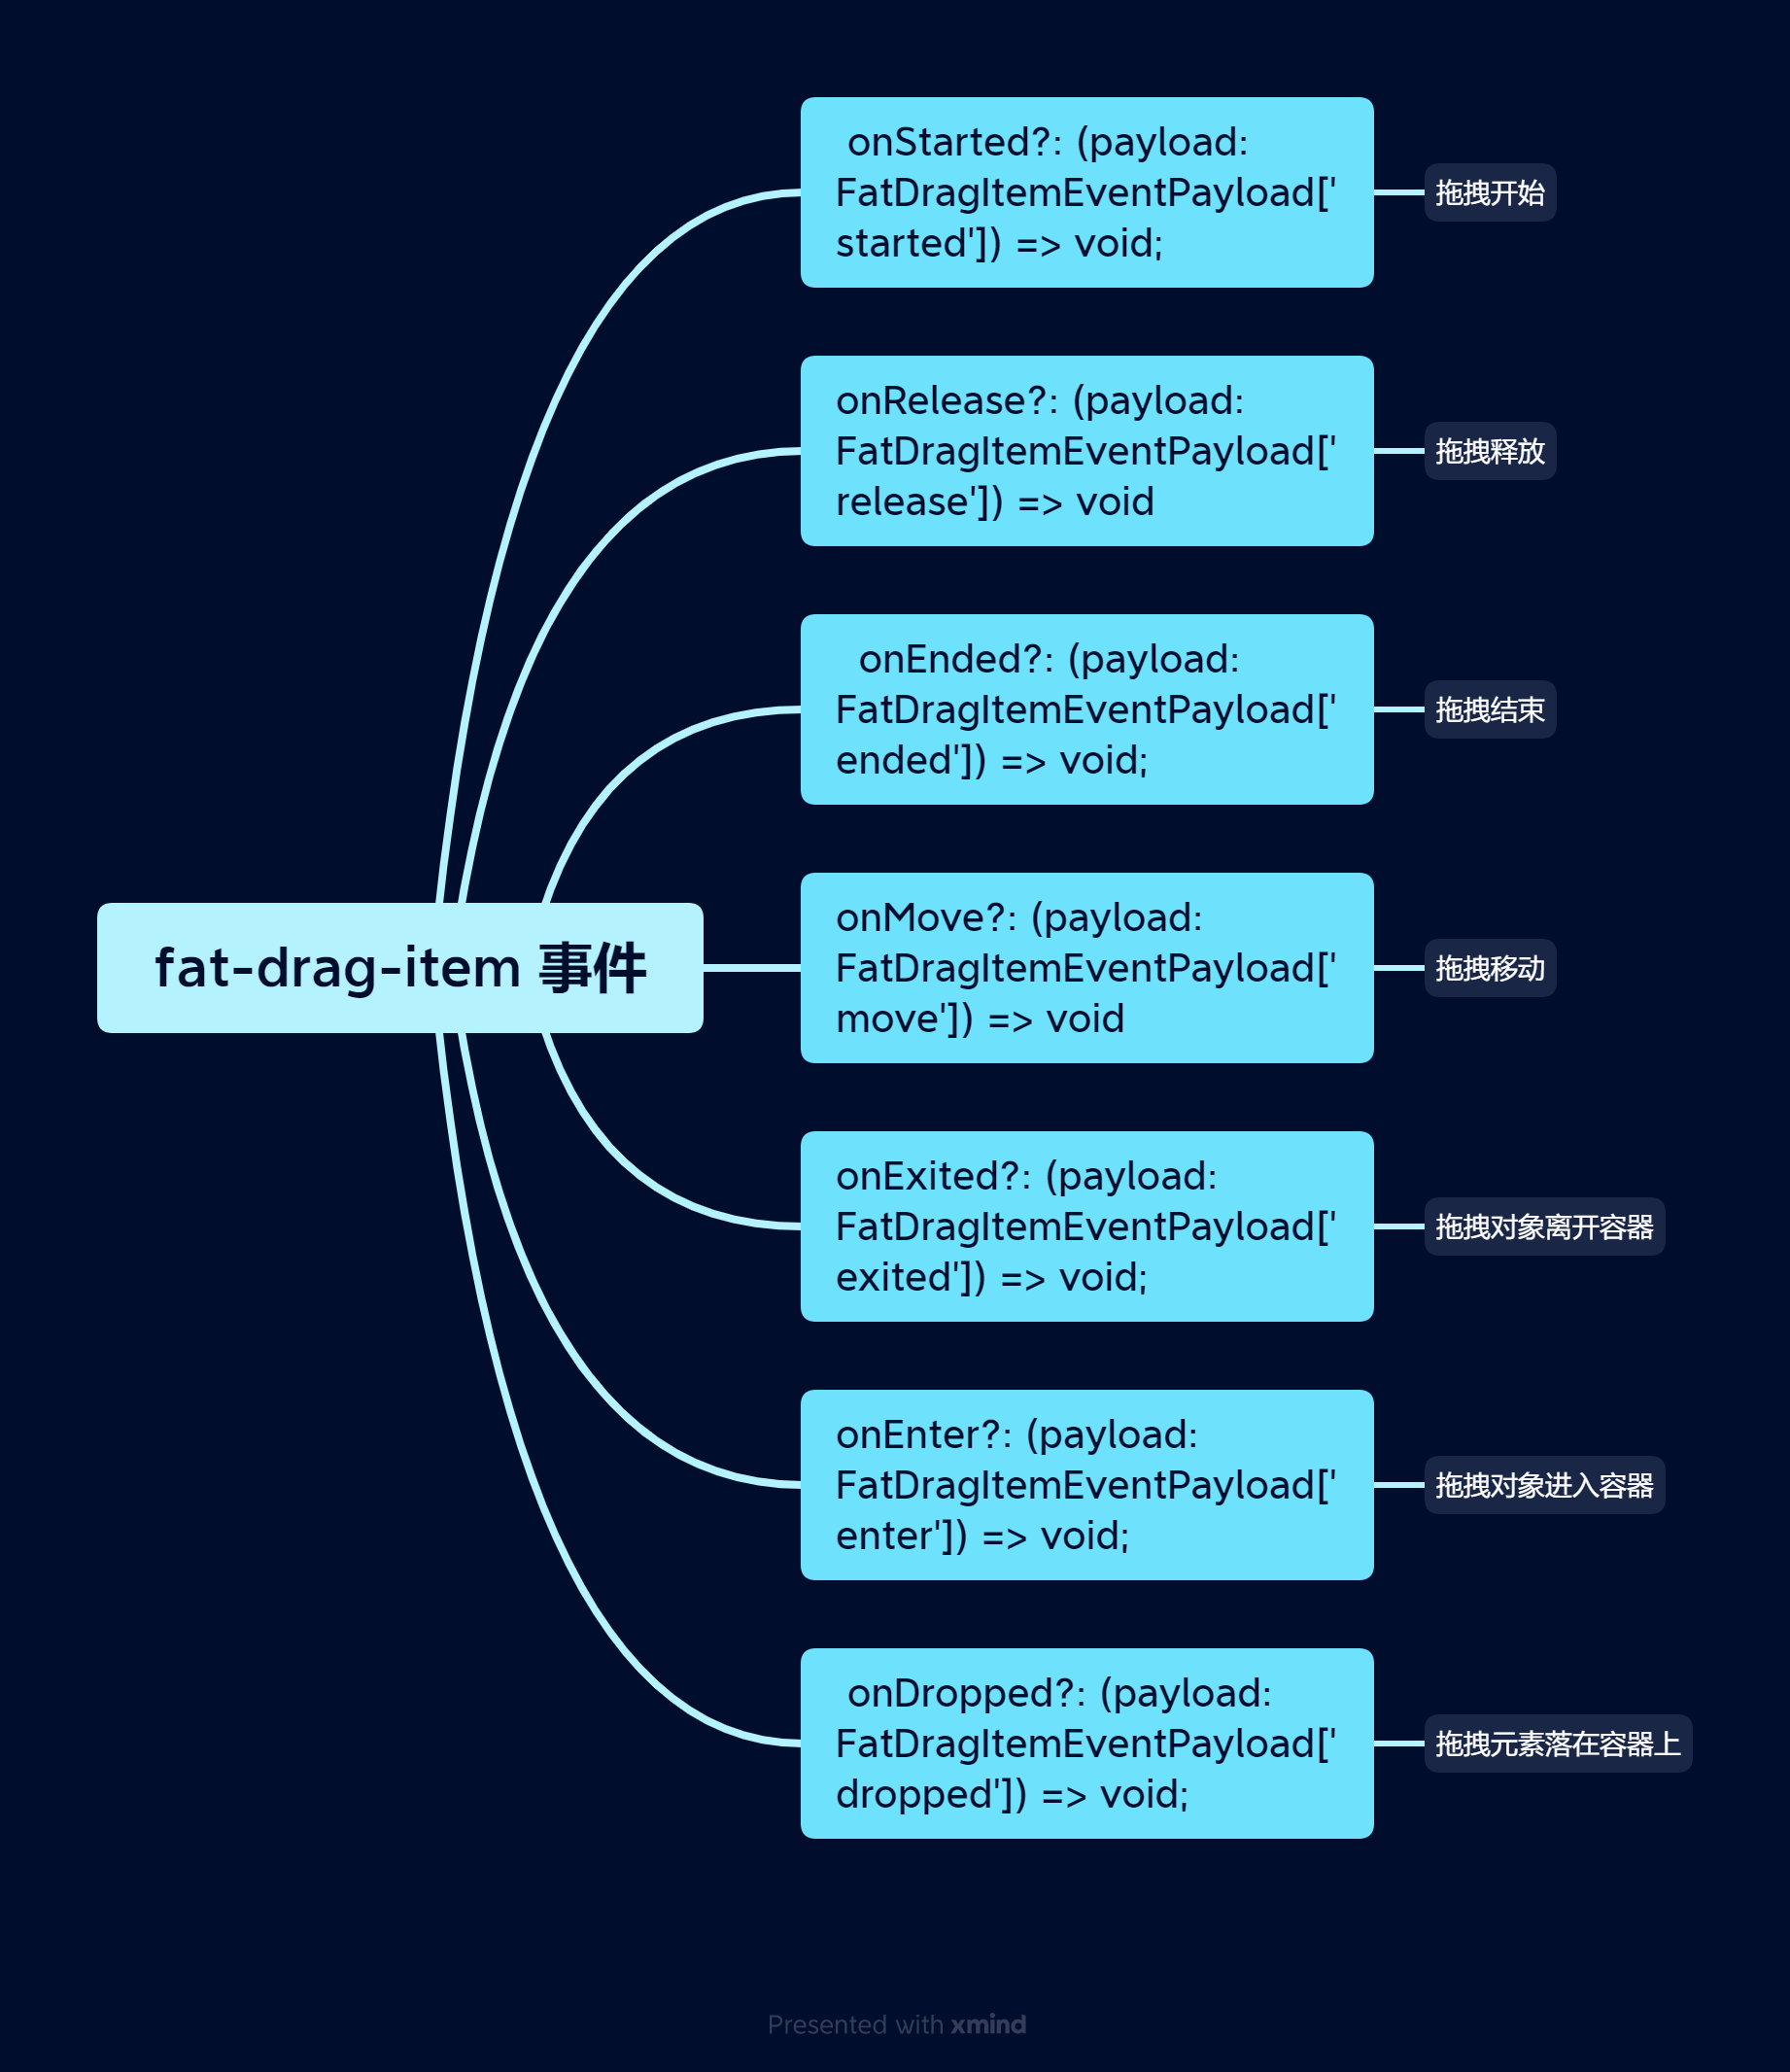 onStarted?: (payload:
FatDragItemEventPayload['
started']) => void;
拖拽开始
onRelease?: (payload:
FatDragItemEventPayload['
release']) => void
拖拽释放
onEnded?: (payload:
FatDragItemEventPayload['
ended']) => void;
拖拽结束
fat-drag-item 事件
onMove?: (payload:
FatDragItemEventPayload['
move']) => void
拖拽移动
onExited?: (payload:
FatDragItemEventPayload['
exited']) => void;
拖拽对象离开容器
onEnter?: (payload:
FatDragItemEventPayload['
enter']) => void;
拖拽对象进入容器
onDropped?: (payload:
FatDragItemEventPayload['
dropped']) => void;
拖拽元素落在容器上
Presented with xmind